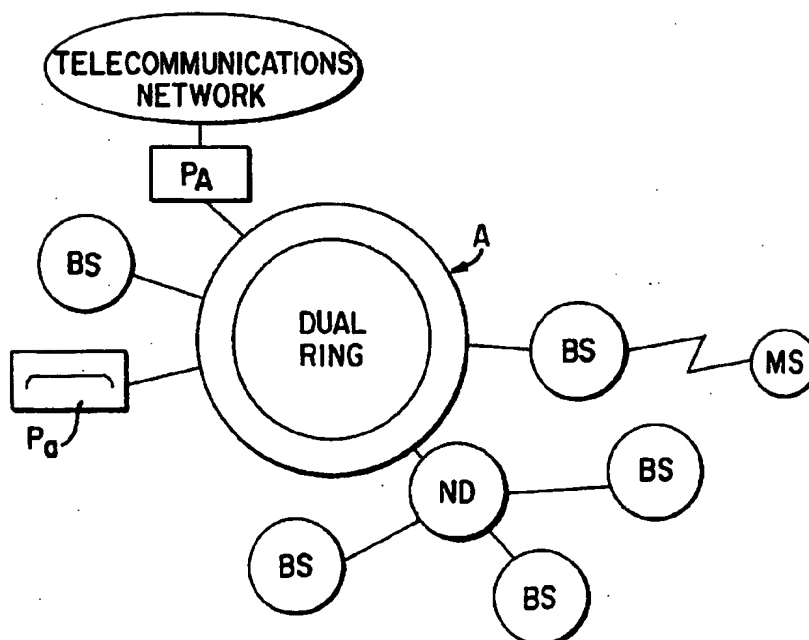 TELECOMMUNICATIONS
NETWORK
PA
A
BS
DUAL
RING
BS
MS
Pa
ND
BS
BS
BS